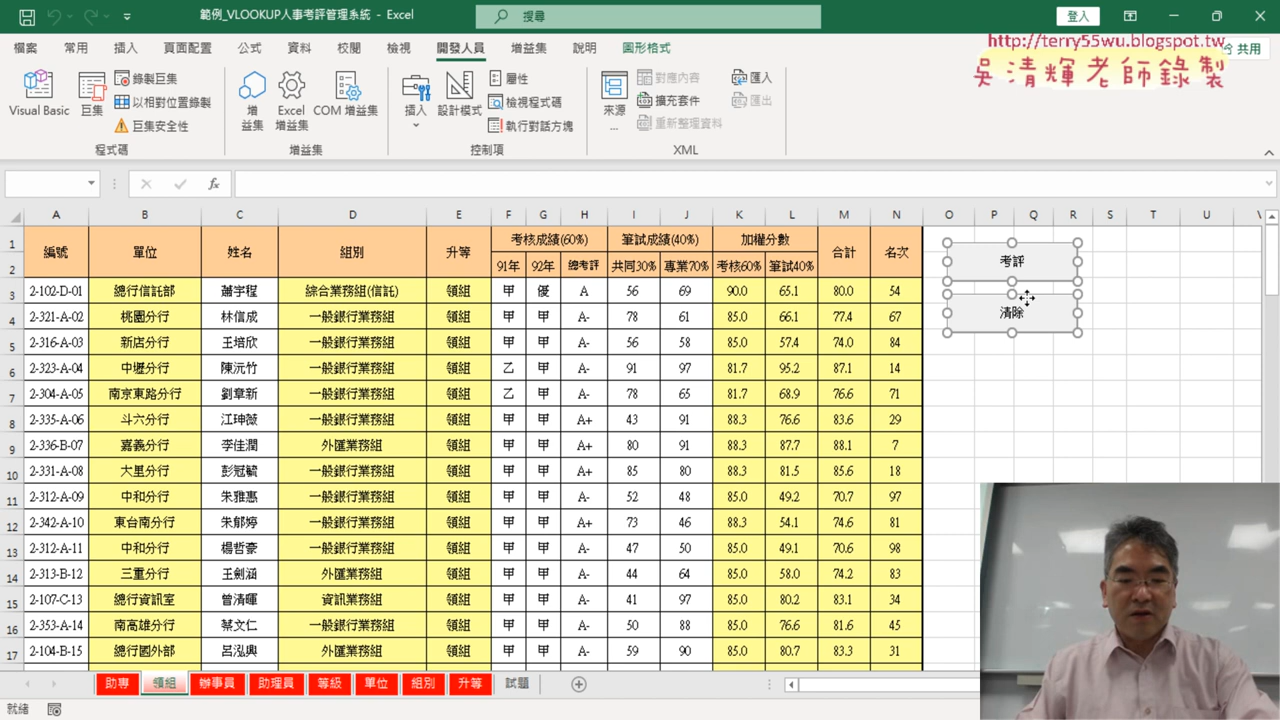 範例_VLOOKUP人事考評管理系統 - Excel
搜尋
登入
檔案 常用 插入 頁面配置 公式 資料 校閱 檢視 開發人員 增益集 說明 圖形格式 共用
http://terry55wu.blogspot.tw
吳清輝老師錄製
Visual Basic 巨集 錄製巨集 以相對位置錄製 巨集安全性 程式碼
增益集 Excel 增益集 COM 增益集 增益集
插入 設計模式 屬性 檢視程式碼 執行對話方塊 控制項
來源... 對應內容 擴充套件 重新整理資料 匯入 匯出 XML
fx
A B C D E F G H I J K L M N O P Q R S T U V
1 編號 單位 姓名 組別 升等 考核成績(60%) 筆試成績(40%) 加權分數 合計 名次
2 91年 92年 總考評 共同30% 專業70% 考核60% 筆試40%
考評
清除
3 2-102-D-01 總行信託部 蕭宇程 綜合業務組(信託) 領組 甲 優 A 56 69 90.0 65.1 80.0 54
4 2-321-A-02 桃園分行 林信成 一般銀行業務組 領組 甲 甲 A- 78 61 85.0 66.1 77.4 67
5 2-316-A-03 新店分行 王培欣 一般銀行業務組 領組 甲 甲 A- 56 58 85.0 57.4 74.0 84
6 2-323-A-04 中壢分行 陳沅竹 一般銀行業務組 領組 乙 甲 A- 91 97 81.7 95.2 87.1 14
7 2-304-A-05 南京東路分行 劉章新 一般銀行業務組 領組 乙 甲 A- 78 65 81.7 68.9 76.6 71
8 2-335-A-06 斗六分行 江珅薇 一般銀行業務組 領組 甲 甲 A+ 43 91 88.3 76.6 83.6 29
9 2-336-B-07 嘉義分行 李佳潤 外匯業務組 領組 甲 甲 A+ 80 91 88.3 87.7 88.1 7
10 2-331-A-08 大里分行 彭冠毓 一般銀行業務組 領組 甲 甲 A+ 85 80 88.3 81.5 85.6 18
11 2-312-A-09 中和分行 朱雅惠 一般銀行業務組 領組 甲 甲 A- 52 48 85.0 49.2 70.7 97
12 2-342-A-10 東台南分行 朱郁婷 一般銀行業務組 領組 甲 甲 A+ 73 46 88.3 54.1 74.6 81
13 2-312-A-11 中和分行 楊哲豪 一般銀行業務組 領組 甲 甲 A- 47 50 85.0 49.1 70.6 98
14 2-313-B-12 三重分行 王劍涵 外匯業務組 領組 甲 甲 A- 44 64 85.0 58.0 74.2 83
15 2-107-C-13 總行資訊室 曾清暉 資訊業務組 領組 甲 甲 A- 41 97 85.0 80.2 83.1 34
16 2-353-A-14 南高雄分行 蔡文仁 一般銀行業務組 領組 甲 甲 A- 50 88 85.0 76.6 81.6 45
17 2-104-B-15 總行國外部 呂泓興 外匯業務組 領組 甲 甲 A- 59 90 85.0 80.7 83.3 31
助專 領組 辦事員 助理員 等級 單位 組別 升等 試題
就緒